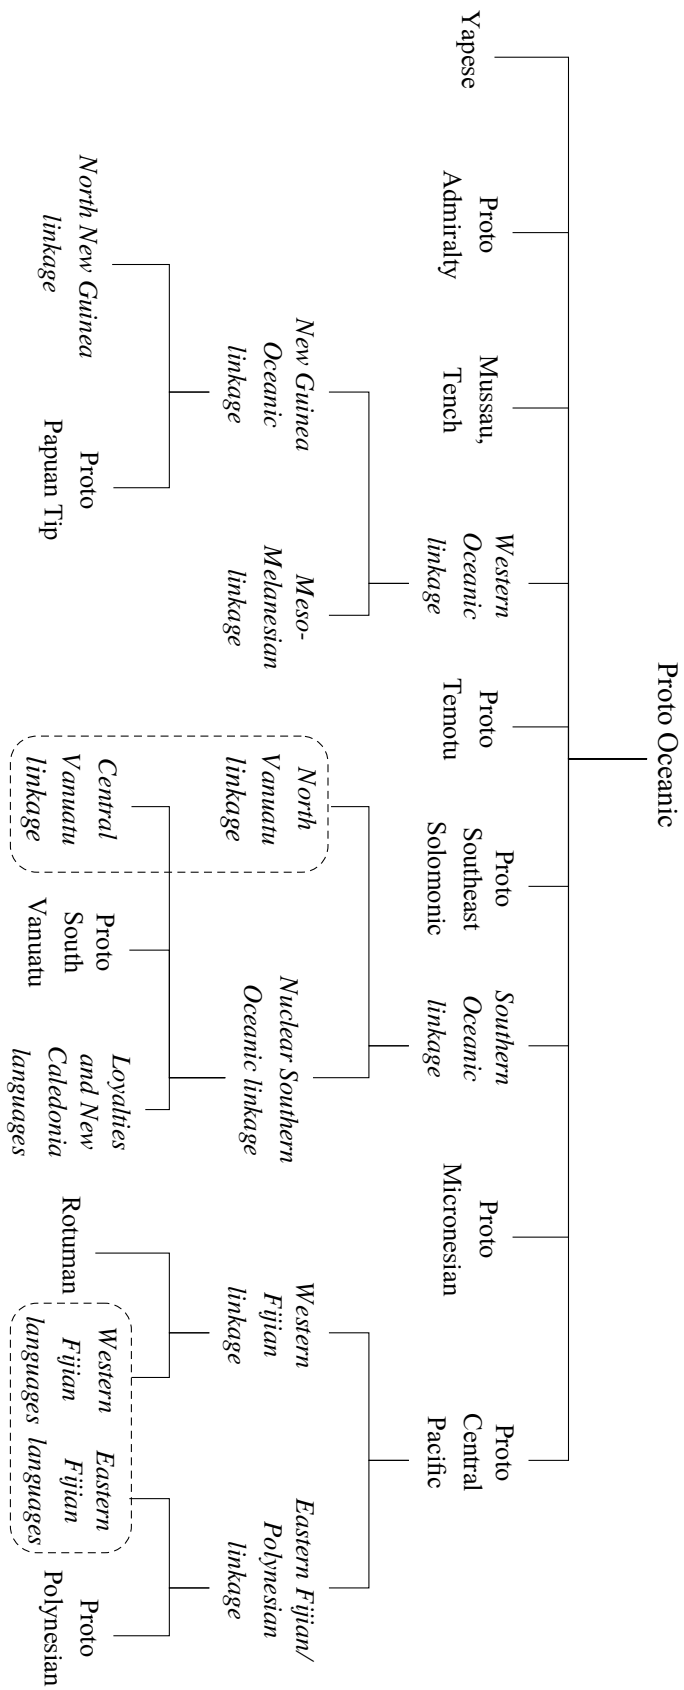 Proto Oceanic
Yapese
Proto
Admiralty
Mussau,
Tench
Western
Oceanic
linkage
Proto
Temotu
Proto
Southeast
Solomonic
Southern
Oceanic
linkage
Proto
Micronesian
Proto
Central
Pacific
New Guinea
Oceanic
linkage
Meso-
Melanesian
linkage
North
Vanuatu
linkage
Nuclear Southern
Oceanic linkage
Western
Fijian
linkage
Eastern Fijian/
Polynesian
linkage
North New Guinea
linkage
Proto
Papuan Tip
Central
Vanuatu
linkage
Proto
South
Vanuatu
Loyalties
and New
Caledonia
languages
Rotuman
Western
Fijian
languages
Eastern
Fijian
languages
Proto
Polynesian